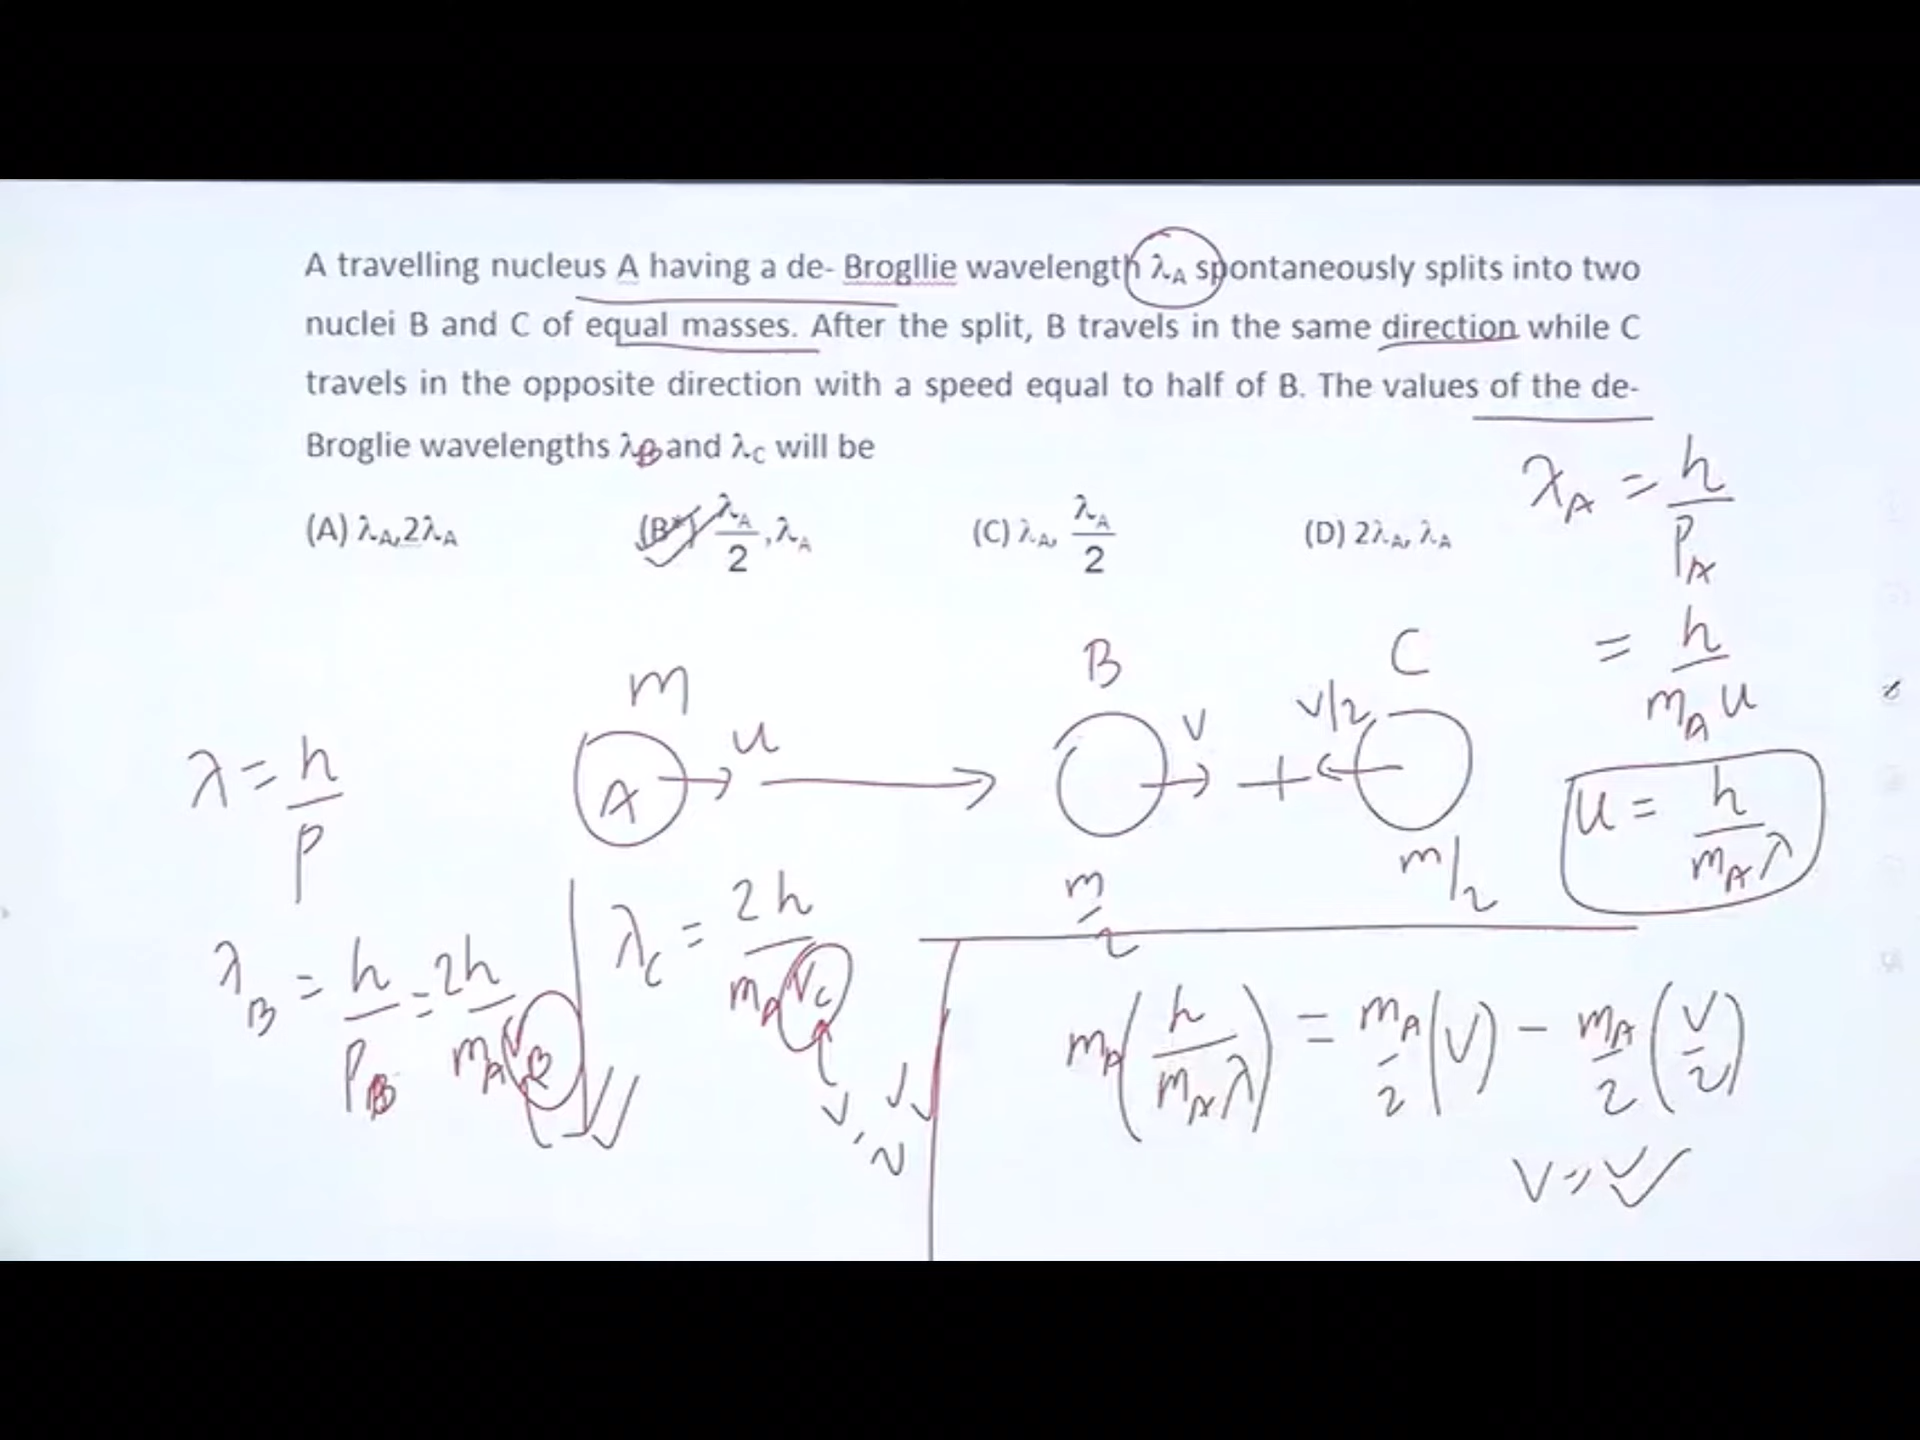 A travelling nucleus A having a de- Brogllie wavelength λA spontaneously splits into two
nuclei B and C of equal masses. After the split, B travels in the same direction while C
travels in the opposite direction with a speed equal to half of B. The values of the de-
Broglie wavelengths λB and λC will be
(A) λA,2λA (B*) λA/2 ,λA (C) λA, λA/2 (D) 2λA, λA
λA = h/PA
= h/mA u
u = h/mA λ
λ = h/P
m
A
u
B
v
m/2
C
v/2
m/2
λB = h/PB = 2h/mA vB
λC = 2h/mA vC
v/2
mA (h/mA λ) = mA/2 (v) − mA/2 (v/2)
v =